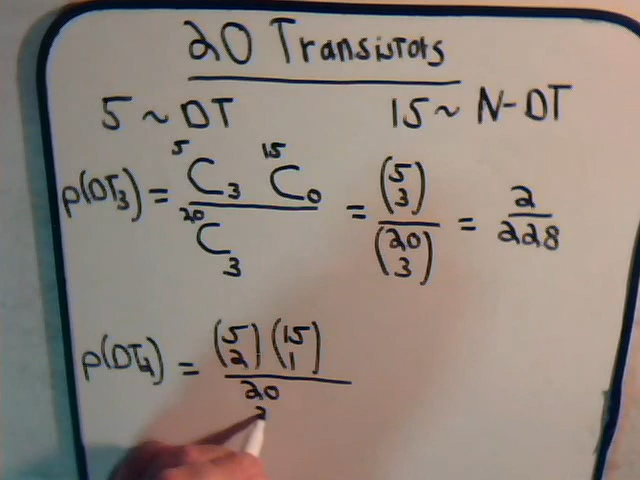 20 Transistors
5 ~ DT 15 ~ N-DT
p(DT₃) = ⁵C₃ ¹⁵C₀ / ²⁰C₃ = (5 3) / (20 3) = 2/228
p(DT₂) = (5 2)(15 1) / 20